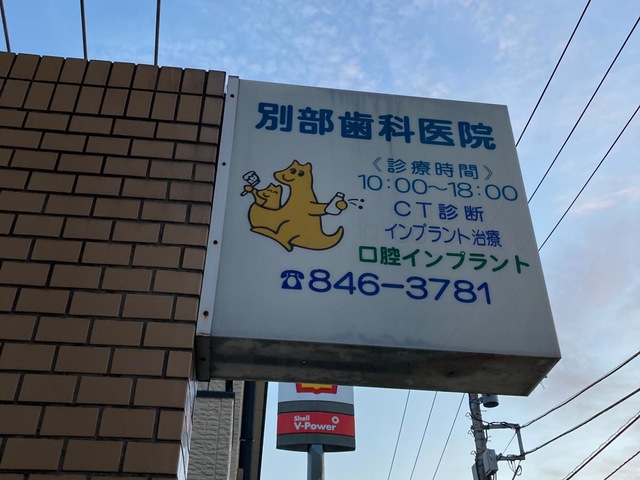 別部歯科医院
《診療時間》
10:00～18:00
CT診断
インプラント治療
口腔インプラント
☎846-3781
Shell
V-Power